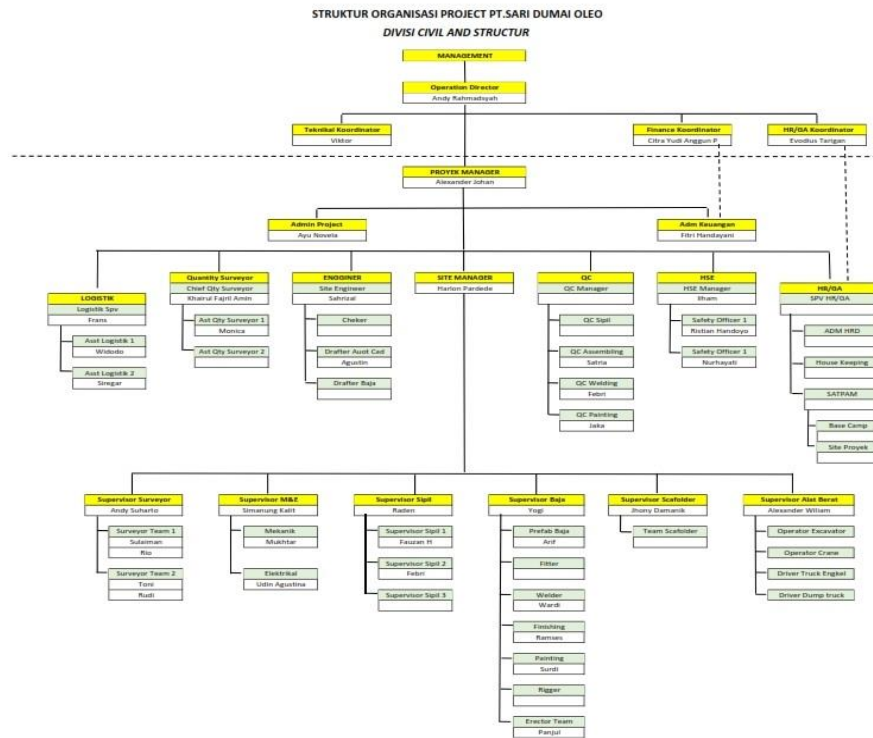 STRUKTUR ORGANISASI PROJECT PT.SARI DUMAI OLEO
DIVISI CIVIL AND STRUCTUR
MANAGEMENT
Operation Director
Andy Rahmadsyah
Teknikal Koordinator
Viktor
Finance Koordinator
Citra Yudi Anggun P
HR/GA Koordinator
Evodius Tarigan
PROYEK MANAGER
Alexander Johan
Admin Project
Ayu Novela
Adm Keuangan
Fitri Handayani
LOGISTIK
Logistik Spv
Frans
Asst Logistik 1
Widodo
Asst Logistik 2
Siregar
Quantity Surveyor
Chief Qty Surveyor
Khairul Fajril Amin
Ast Qty Surveyor 1
Monica
Ast Qty Surveyor 2
ENGGINER
Site Engineer
Sahrizal
Cheker
Drafter Auot Cad
Agustin
Drafter Baja
SITE MANAGER
Harlon Pardede
QC
QC Manager
QC Sipil
QC Assembling
Satria
QC Welding
Febri
QC Painting
Jaka
HSE
HSE Manager
Ilham
Safety Officer 1
Ristian Handoyo
Safety Officer 1
Nurhayati
HR/GA
SPV HR/GA
ADM HRD
House Keeping
SATPAM
Base Camp
Site Proyek
Supervisor Surveyor
Andy Suharto
Surveyor Team 1
Sulaiman
Rio
Surveyor Team 2
Toni
Rudi
Supervisor M&E
Simanung Kalit
Mekanik
Mukhtar
Elektrikal
Udin Agustina
Supervisor Sipil
Raden
Supervisor Sipil 1
Fauzan H
Supervisor Sipil 2
Febri
Supervisor Sipil 3
Supervisor Baja
Yogi
Prefab Baja
Arif
Fitter
Welder
Wardi
Finishing
Ramses
Painting
Surdi
Rigger
Erector Team
Panjul
Supervisor Scafolder
Jhony Damanik
Team Scafolder
Supervisor Alat Berat
Alexander Wiliam
Operator Excavator
Operator Crane
Driver Truck Engkel
Driver Dump truck